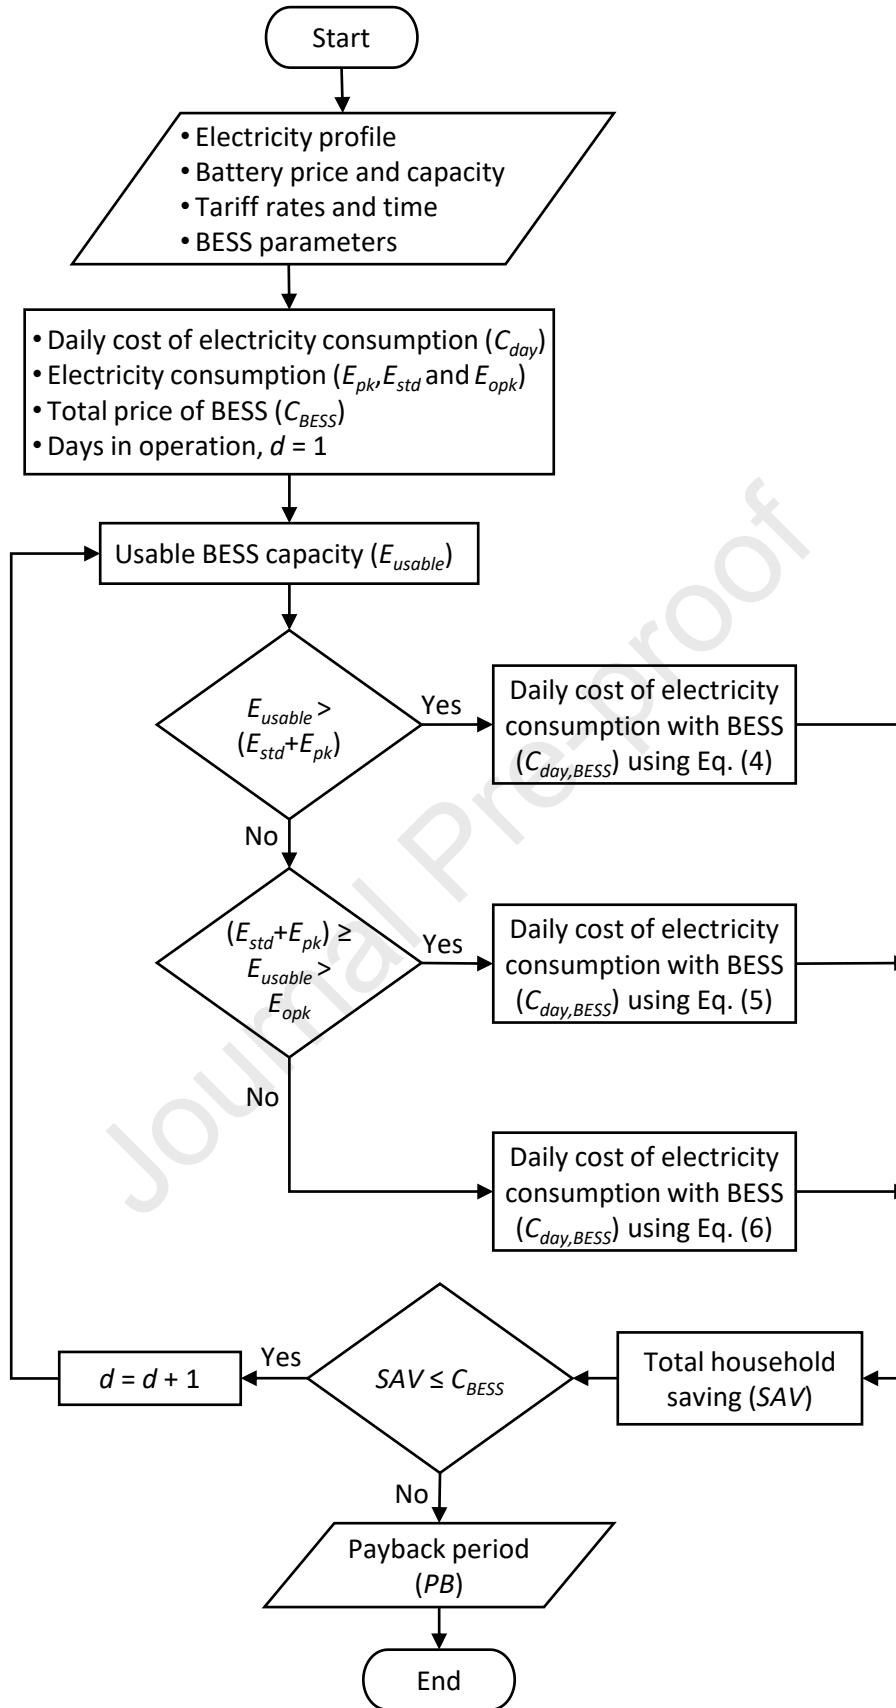 Start
• Electricity profile
• Battery price and capacity
• Tariff rates and time
• BESS parameters
• Daily cost of electricity consumption (C_day)
• Electricity consumption (E_pk,E_std and E_opk)
• Total price of BESS (C_BESS)
• Days in operation, d = 1
Usable BESS capacity (E_usable)
E_usable >
(E_std+E_pk)
Yes
Daily cost of electricity
consumption with BESS
(C_day,BESS) using Eq. (4)
No
(E_std+E_pk) ≥
E_usable >
E_opk
Yes
Daily cost of electricity
consumption with BESS
(C_day,BESS) using Eq. (5)
No
Daily cost of electricity
consumption with BESS
(C_day,BESS) using Eq. (6)
d = d + 1
Yes
SAV ≤ C_BESS
Total household
saving (SAV)
No
Payback period
(PB)
End
Journal Pre-proof